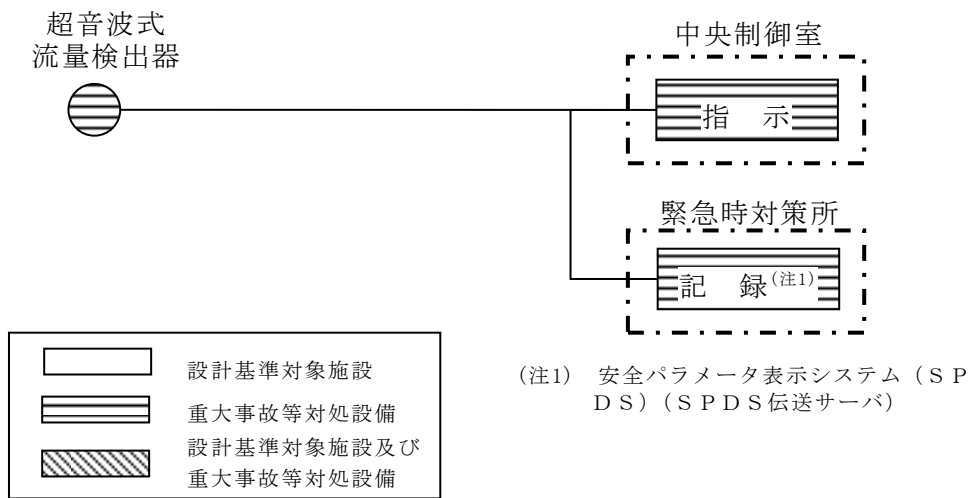 超音波式
流量検出器
中央制御室
指　示
緊急時対策所
記　録(注1)
設計基準対象施設
重大事故等対処設備
設計基準対象施設及び
重大事故等対処設備
(注1)　安全パラメータ表示システム（ＳＰ
ＤＳ）（ＳＰＤＳ伝送サーバ）